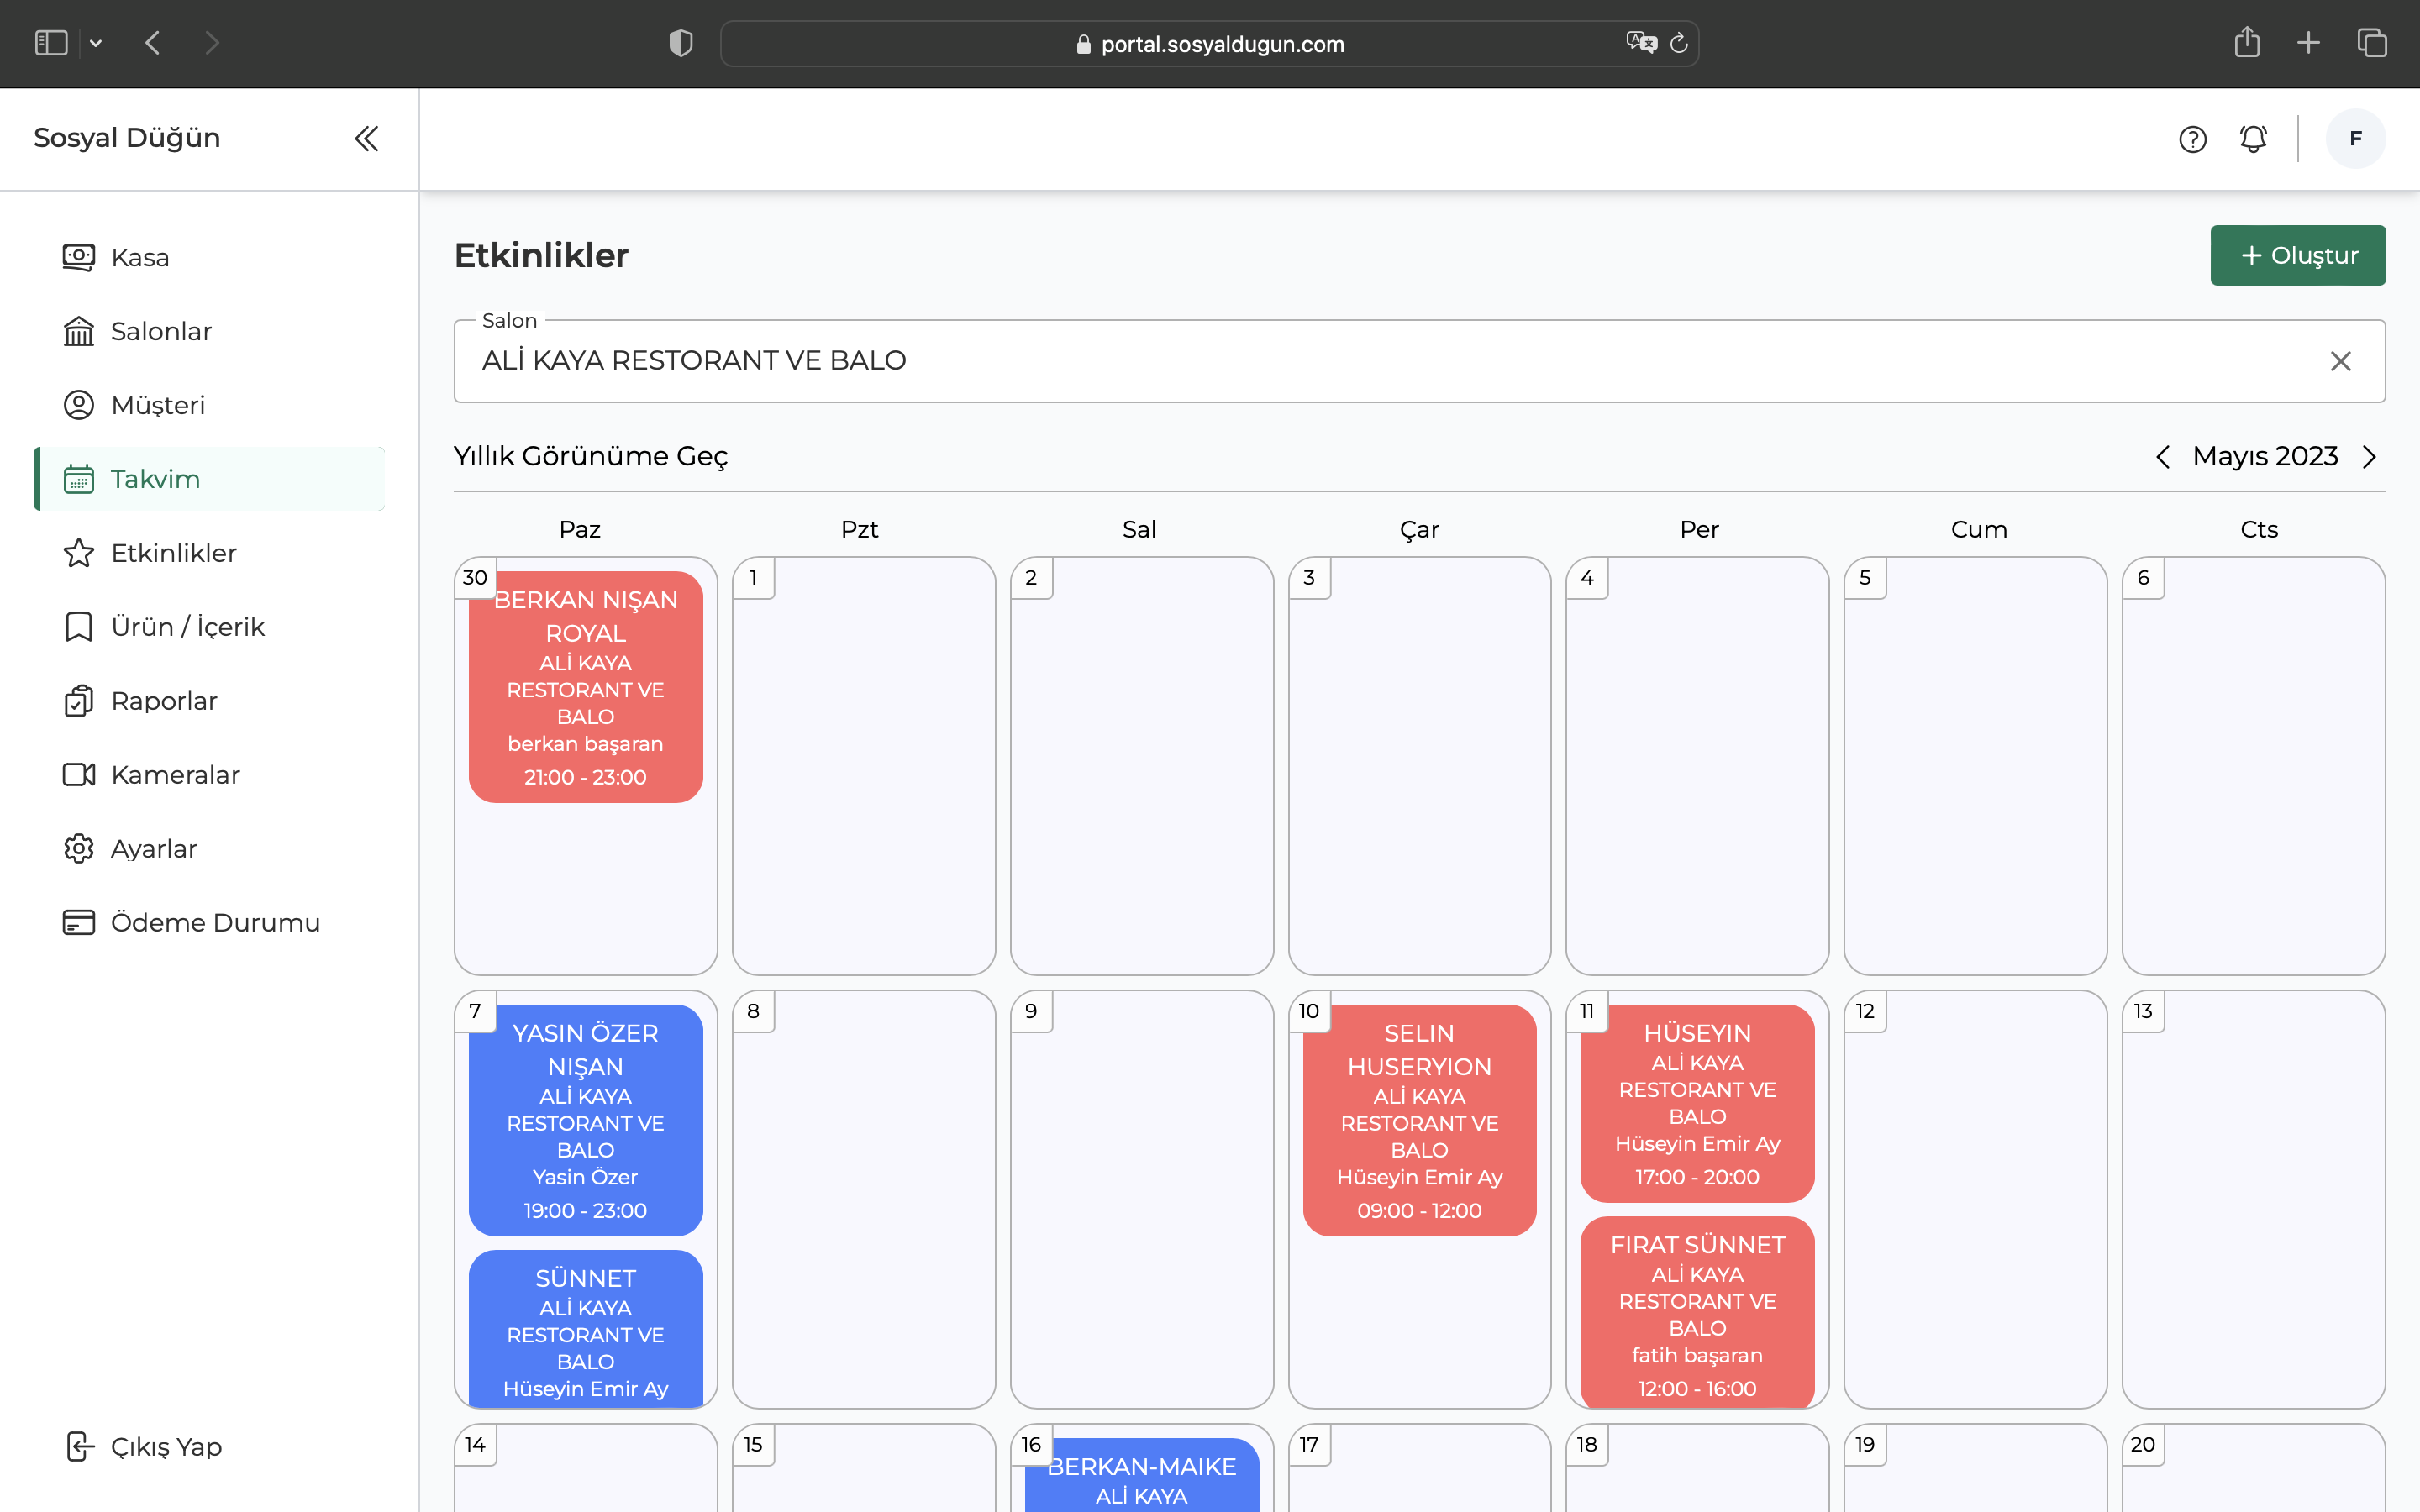 portal.sosyaldugun.com
Sosyal Düğün
F
Kasa
Salonlar
Müşteri
Takvim
Etkinlikler
Ürün / İçerik
Raporlar
Kameralar
Ayarlar
Ödeme Durumu
Çıkış Yap
Etkinlikler
+ Oluştur
Salon
ALİ KAYA RESTORANT VE BALO
Yıllık Görünüme Geç
Mayıs 2023
Paz
Pzt
Sal
Çar
Per
Cum
Cts
30
BERKAN NIŞAN
ROYAL
ALİ KAYA
RESTORANT VE
BALO
berkan başaran
21:00 - 23:00
1
2
3
4
5
6
7
YASIN ÖZER
NIŞAN
ALİ KAYA
RESTORANT VE
BALO
Yasin Özer
19:00 - 23:00
SÜNNET
ALİ KAYA
RESTORANT VE
BALO
Hüseyin Emir Ay
8
9
10
SELIN
HUSERYION
ALİ KAYA
RESTORANT VE
BALO
Hüseyin Emir Ay
09:00 - 12:00
11
HÜSEYIN
ALİ KAYA
RESTORANT VE
BALO
Hüseyin Emir Ay
17:00 - 20:00
FIRAT SÜNNET
ALİ KAYA
RESTORANT VE
BALO
fatih başaran
12:00 - 16:00
12
13
14
15
16
BERKAN-MAIKE
ALİ KAYA
17
18
19
20